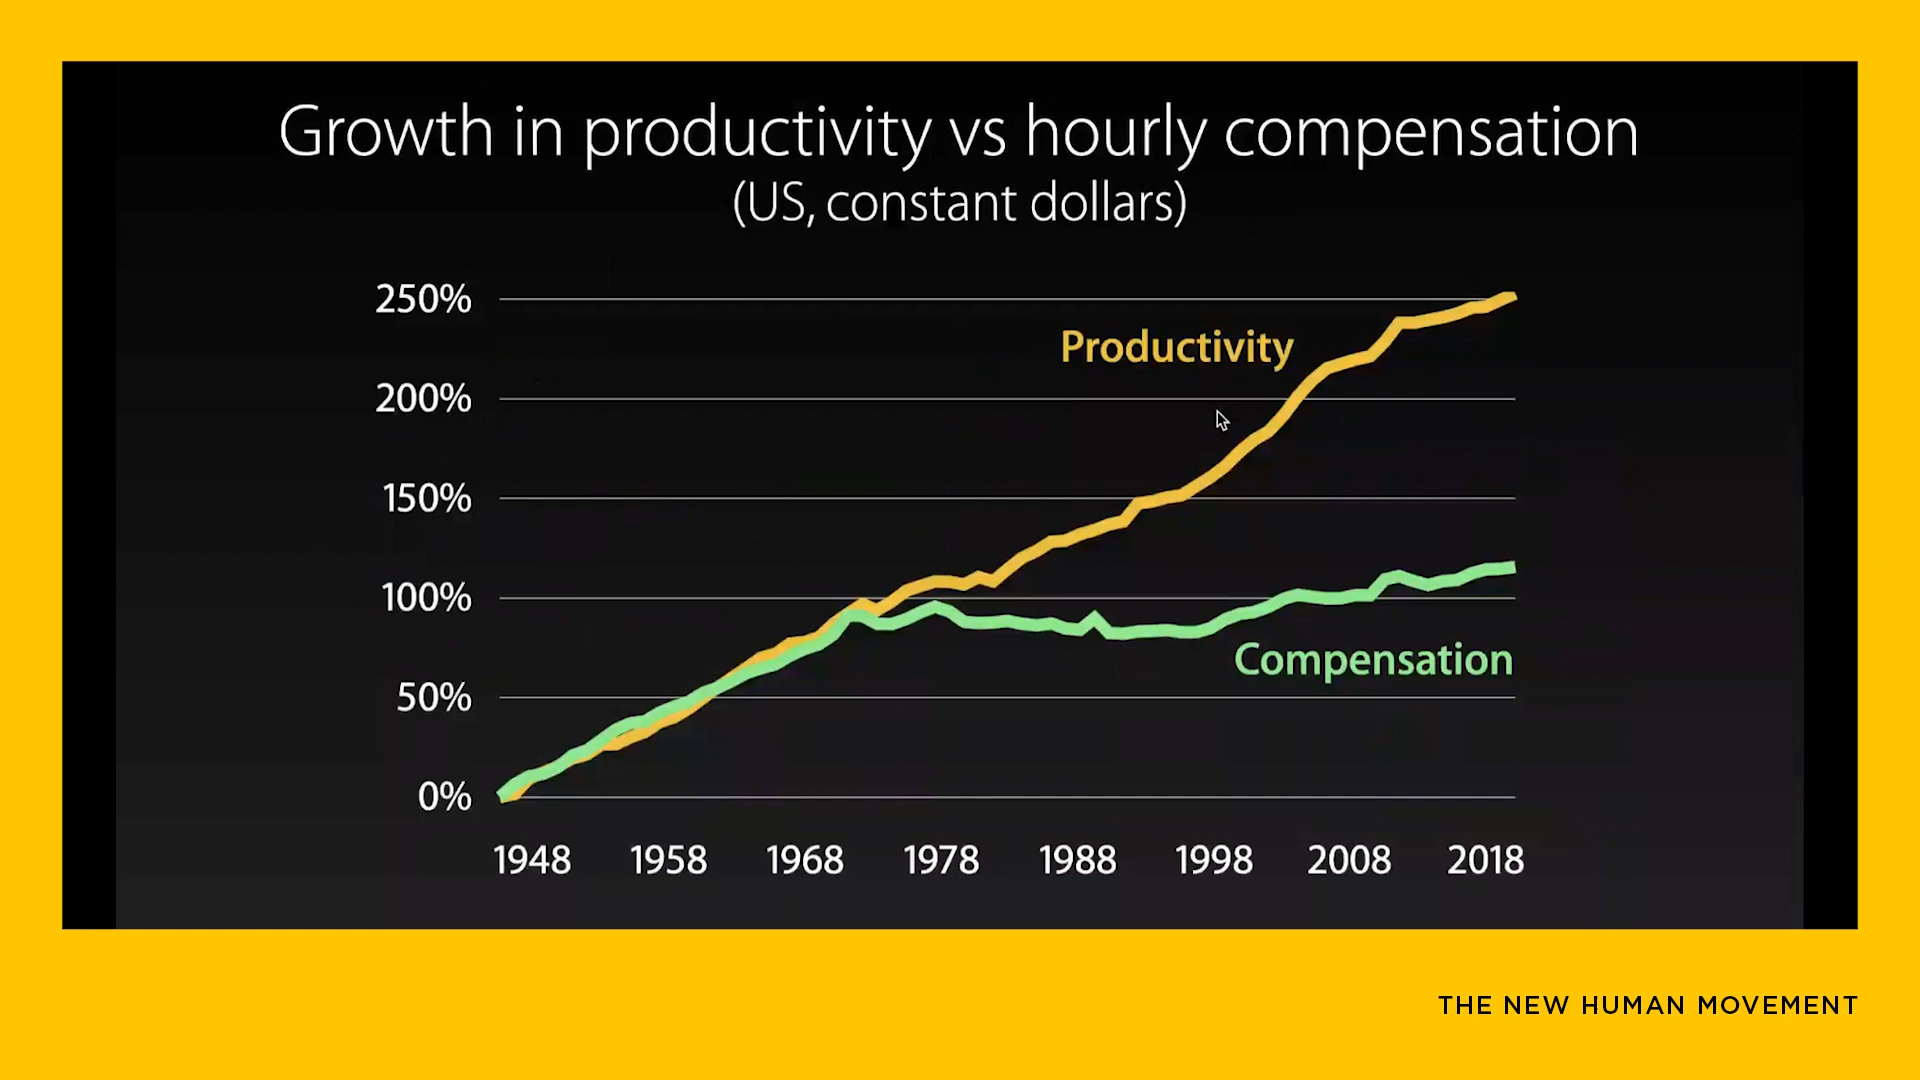 Growth in productivity vs hourly compensation
(US, constant dollars)
250%
Productivity
200%
150%
100%
Compensation
50%
0%
1948 1958 1968 1978 1988 1998 2008 2018
THE NEW HUMAN MOVEMENT